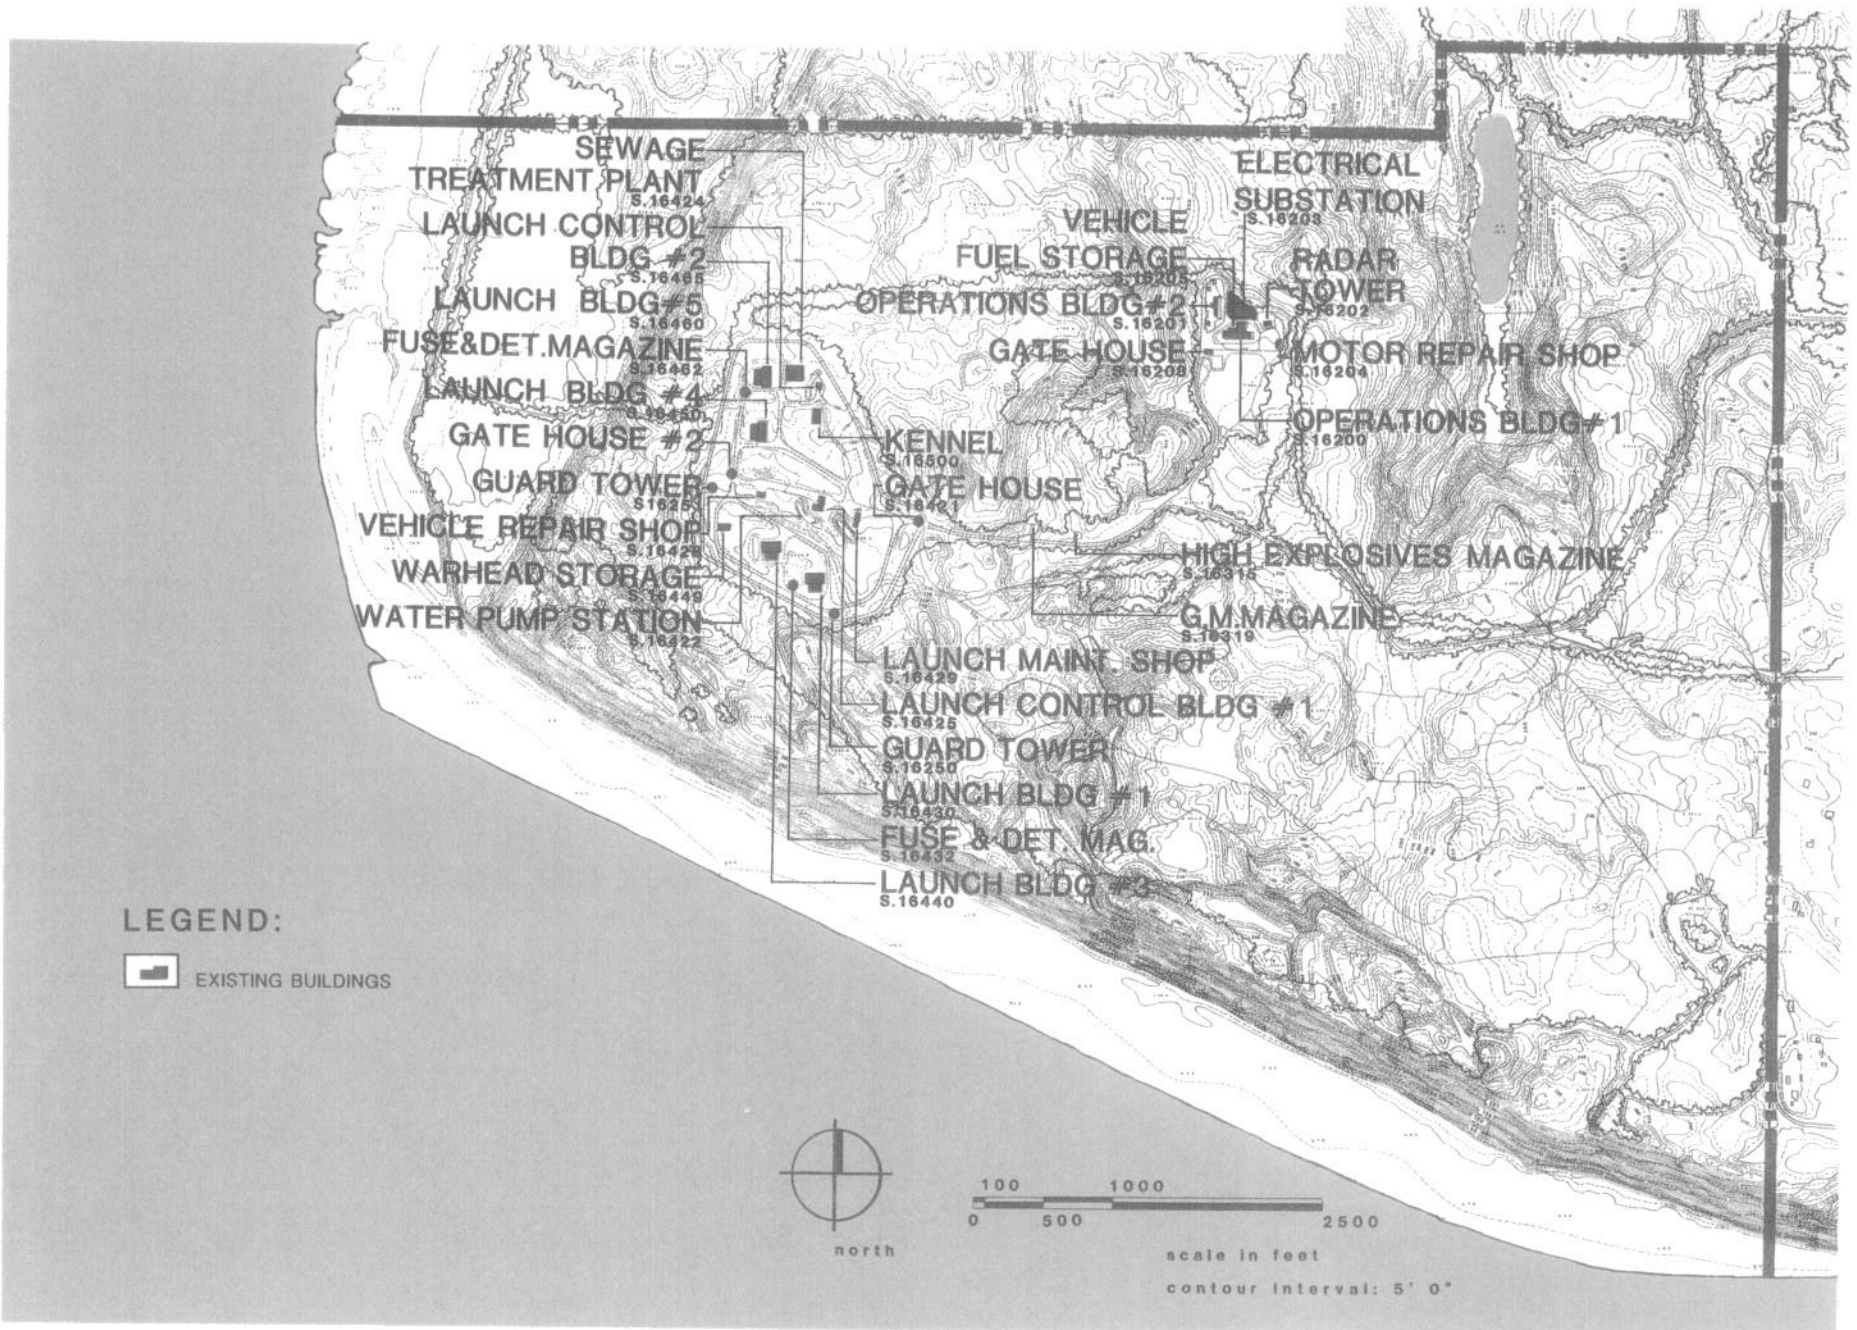 SEWAGE
TREATMENT PLANT
S.16424
LAUNCH CONTROL
BLDG #2
S.16465
LAUNCH BLDG#5
S.16460
FUSE&DET.MAGAZINE
S.16462
LAUNCH BLDG #4
S.16450
GATE HOUSE #2
GUARD TOWER
VEHICLE REPAIR SHOP
S.16428
WARHEAD STORAGE
S.16449
WATER PUMP STATION
S.16422
VEHICLE
FUEL STORAGE
S.16205
OPERATIONS BLDG#2
S.16201
GATE HOUSE
S.16208
ELECTRICAL
SUBSTATION
S.16203
RADAR
TOWER
S.16202
MOTOR REPAIR SHOP
S.16204
OPERATIONS BLDG#1
S.16200
KENNEL
S.16500
GATE HOUSE
S.16421
HIGH EXPLOSIVES MAGAZINE
S.16315
G.M.MAGAZINE
S.16319
LAUNCH MAINT. SHOP
S.16429
LAUNCH CONTROL BLDG #1
S.16425
GUARD TOWER
S.16250
LAUNCH BLDG #1
S.16430
FUSE & DET. MAG.
S.16432
LAUNCH BLDG #3
S.16440
LEGEND:
EXISTING BUILDINGS
north
100 1000
0 500 2500
scale in feet
contour interval: 5' 0"